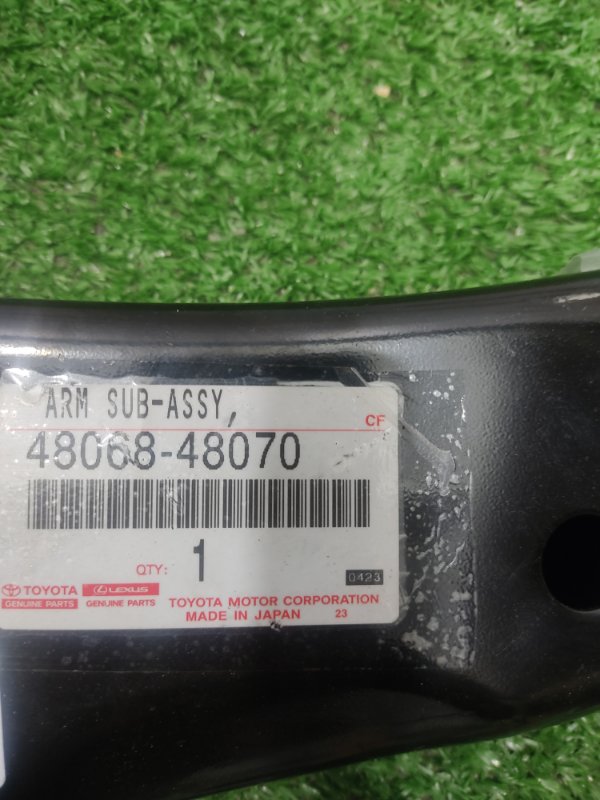 ARM SUB-ASSY,
CF
48068-48070
QTY: 1
0423
TOYOTA LEXUS
GENUINE PARTS GENUINE PARTS
TOYOTA MOTOR CORPORATION
MADE IN JAPAN 23